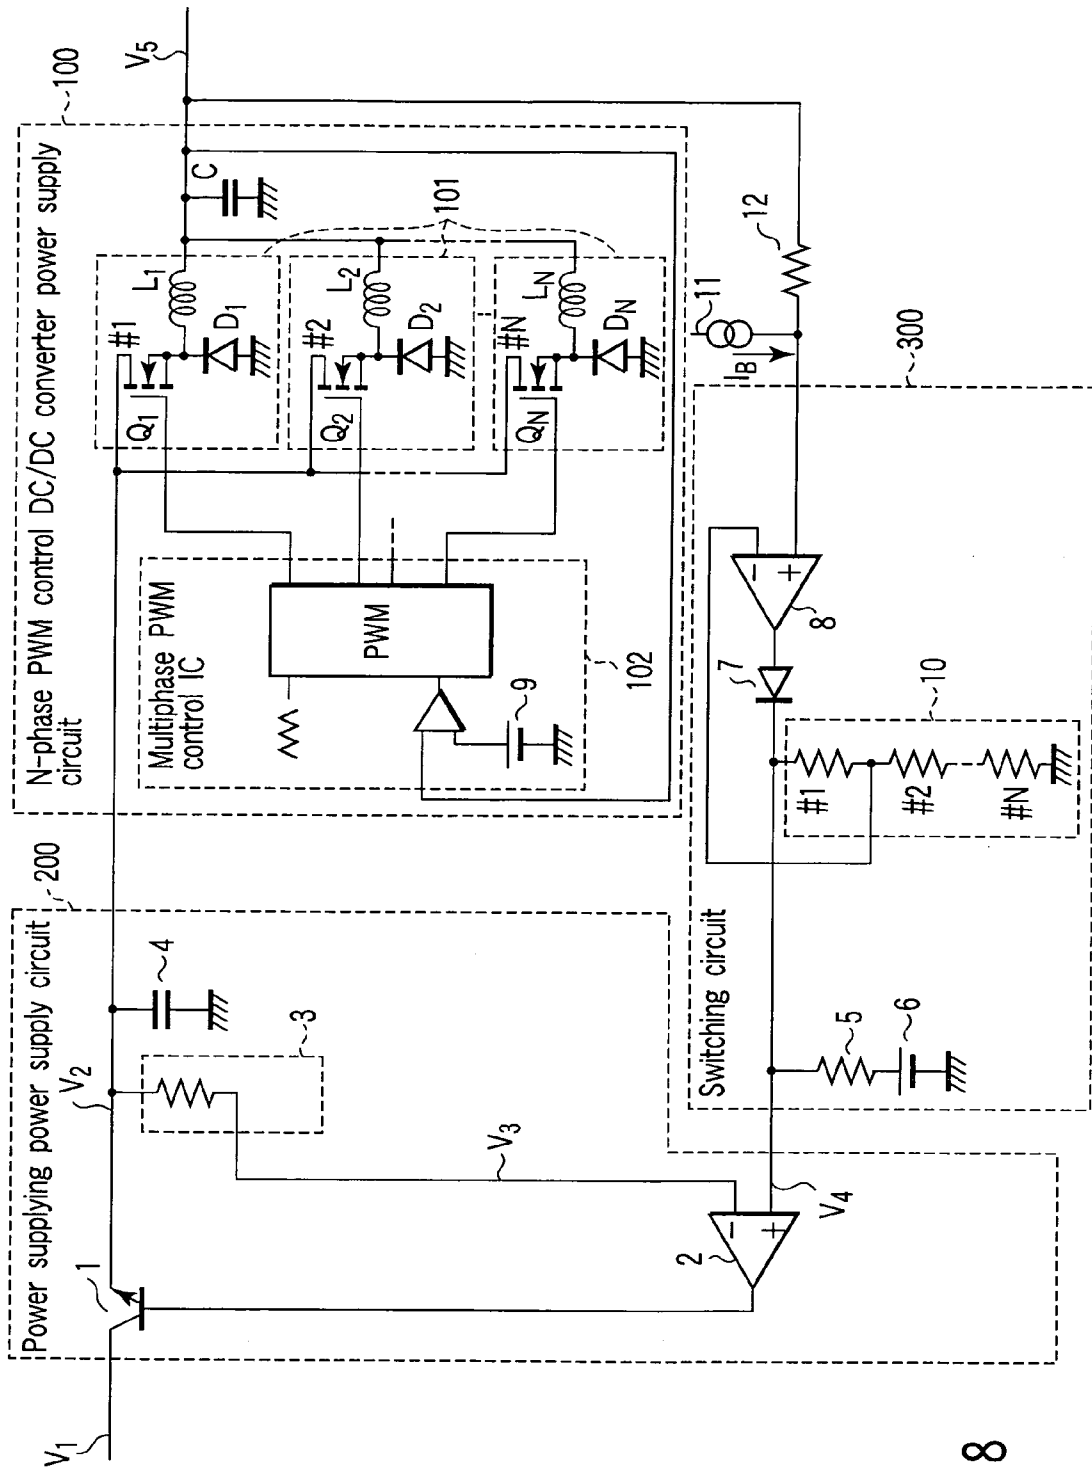 Power supplying power supply circuit
200
N-phase PWM control DC/DC converter power supply
circuit
100
V1
1
V2
4
3
V3
2
V4
Multiphase PWM
control IC
PWM
9
102
Q1
#1
L1
D1
Q2
#2
L2
D2
QN
#N
LN
DN
101
C
V5
Switching circuit
300
5
6
7
8
10
#1
#2
#N
IB
11
12
−
+
−
+
8